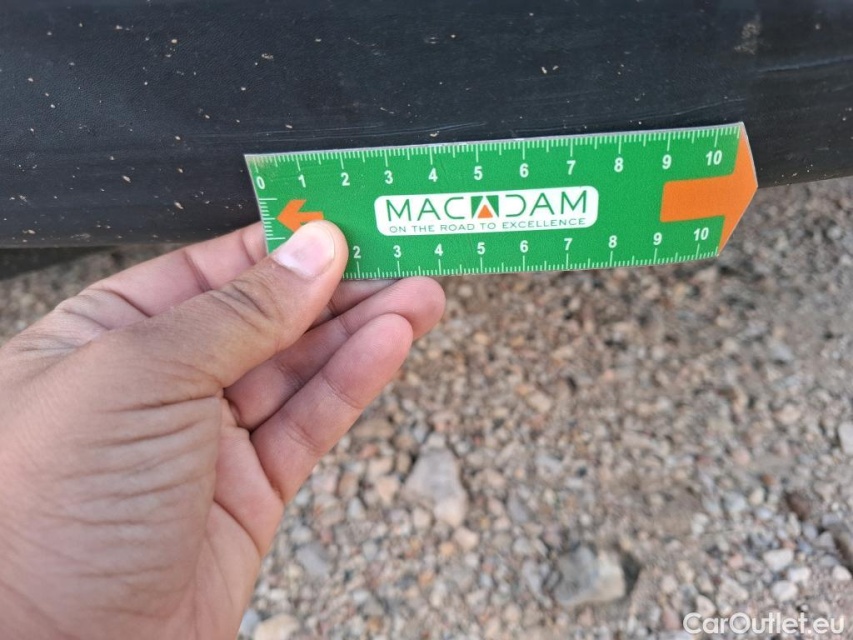 0 1 2 3 4 5 6 7 8 9 10
MACADAM
ON THE ROAD TO EXCELLENCE
2 3 4 5 6 7 8 9 10
CarOutlet.eu